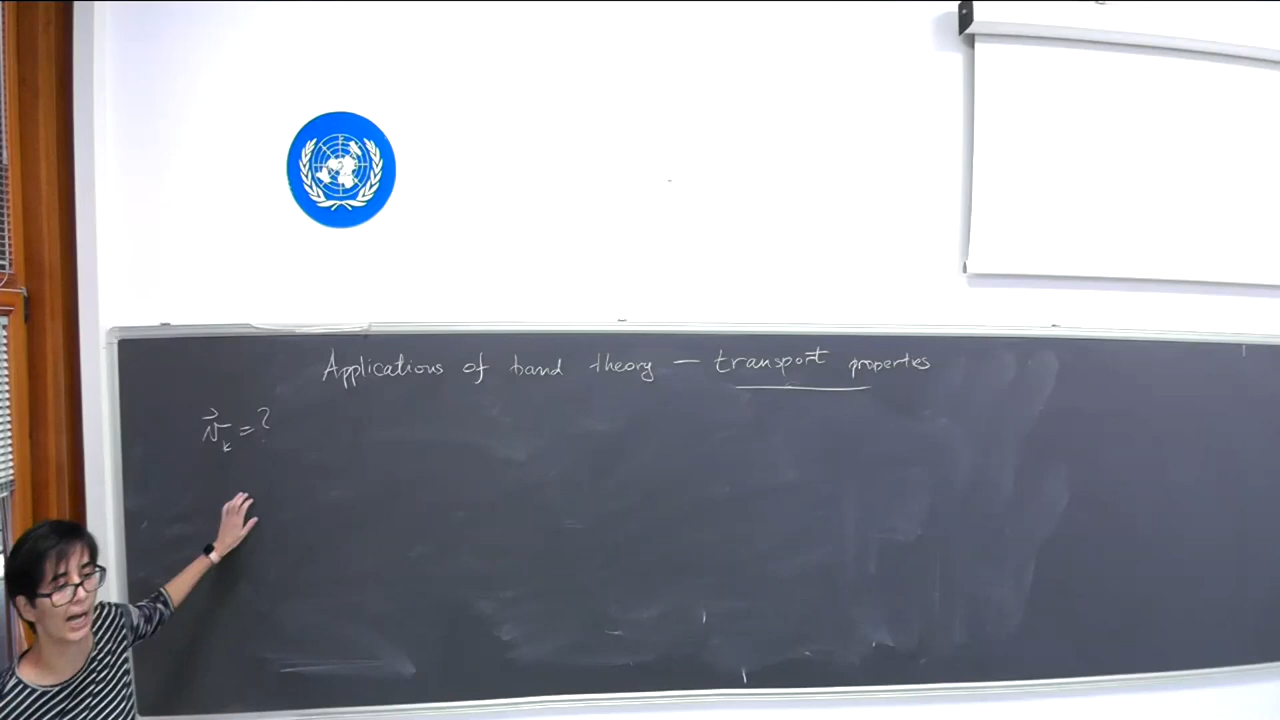 Applications of band theory — transport properties
v⃗_k = ?